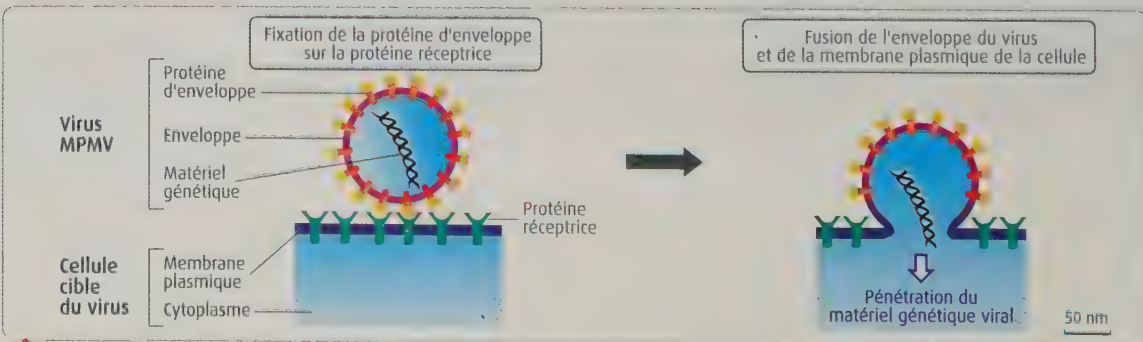 Fixation de la protéine d'enveloppe
sur la protéine réceptrice
Fusion de l'enveloppe du virus
et de la membrane plasmique de la cellule
Virus
MPMV
Protéine
d'enveloppe
Enveloppe
Matériel
génétique
Protéine
réceptrice
Cellule
cible
du virus
Membrane
plasmique
Cytoplasme
Pénétration du
matériel génétique viral
50 nm